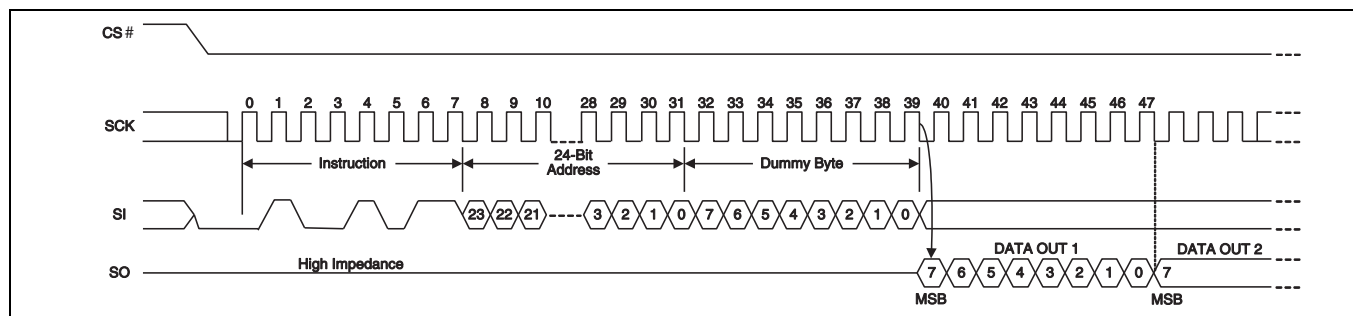 CS #
0 1 2 3 4 5 6 7 8 9 10 28 29 30 31 32 33 34 35 36 37 38 39 40 41 42 43 44 45 46 47
SCK
Instruction
24-Bit
Address
Dummy Byte
SI
23 22 21 3 2 1 0 7 6 5 4 3 2 1 0
High Impedance
DATA OUT 1
DATA OUT 2
SO
7 6 5 4 3 2 1 0 7
MSB
MSB